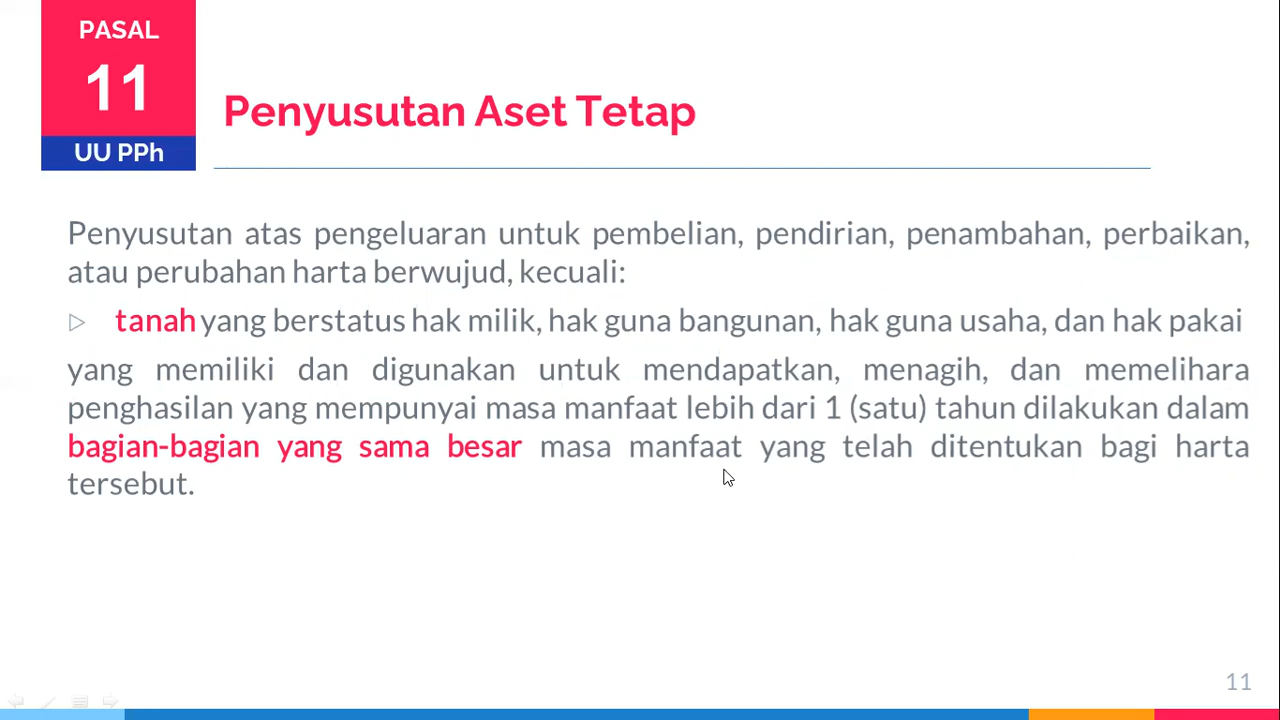 PASAL
11
UU PPh
Penyusutan Aset Tetap
Penyusutan atas pengeluaran untuk pembelian, pendirian, penambahan, perbaikan,
atau perubahan harta berwujud, kecuali:
tanah yang berstatus hak milik, hak guna bangunan, hak guna usaha, dan hak pakai
yang memiliki dan digunakan untuk mendapatkan, menagih, dan memelihara
penghasilan yang mempunyai masa manfaat lebih dari 1 (satu) tahun dilakukan dalam
bagian-bagian yang sama besar masa manfaat yang telah ditentukan bagi harta
tersebut.
11